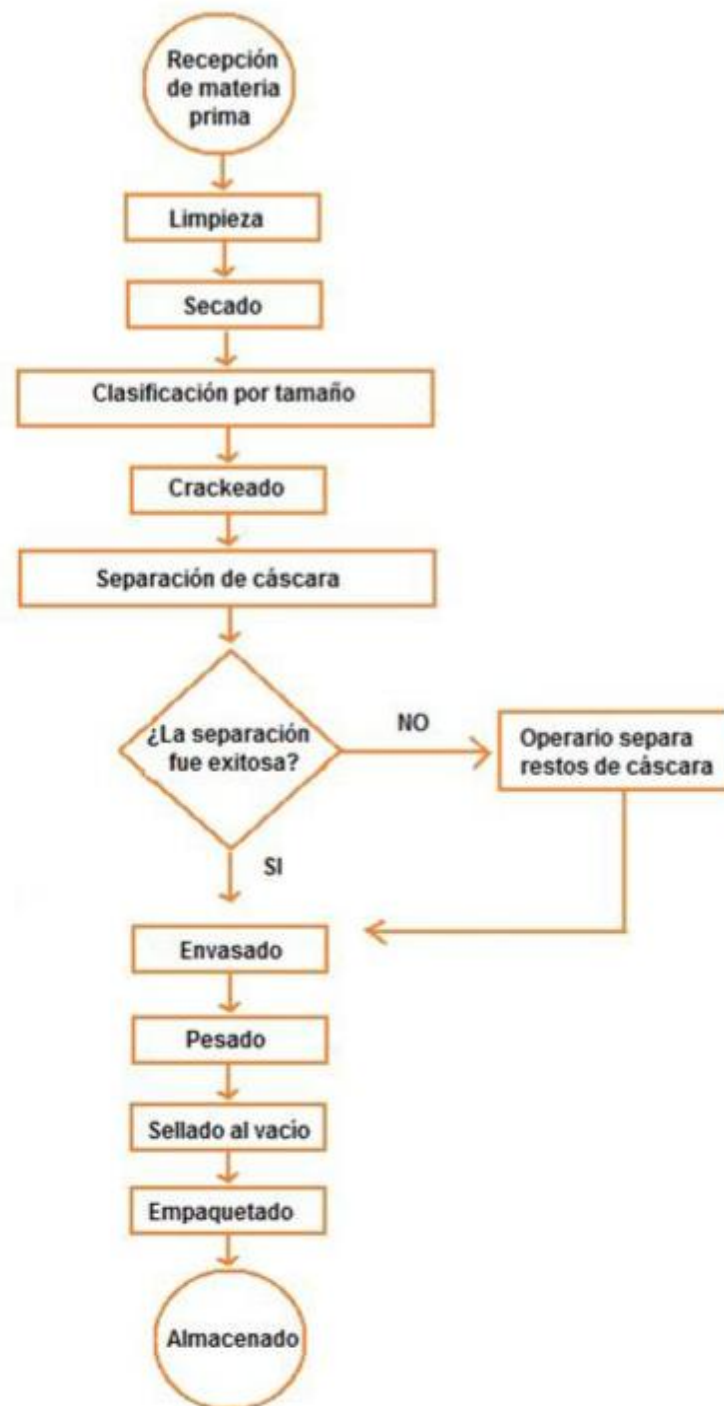 Recepción
de materia
prima
Limpieza
Secado
Clasificación por tamaño
Crackeado
Separación de cáscara
¿La separación
fue exitosa?
NO
Operario separa
restos de cáscara
SI
Envasado
Pesado
Sellado al vacio
Empaquetado
Almacenado